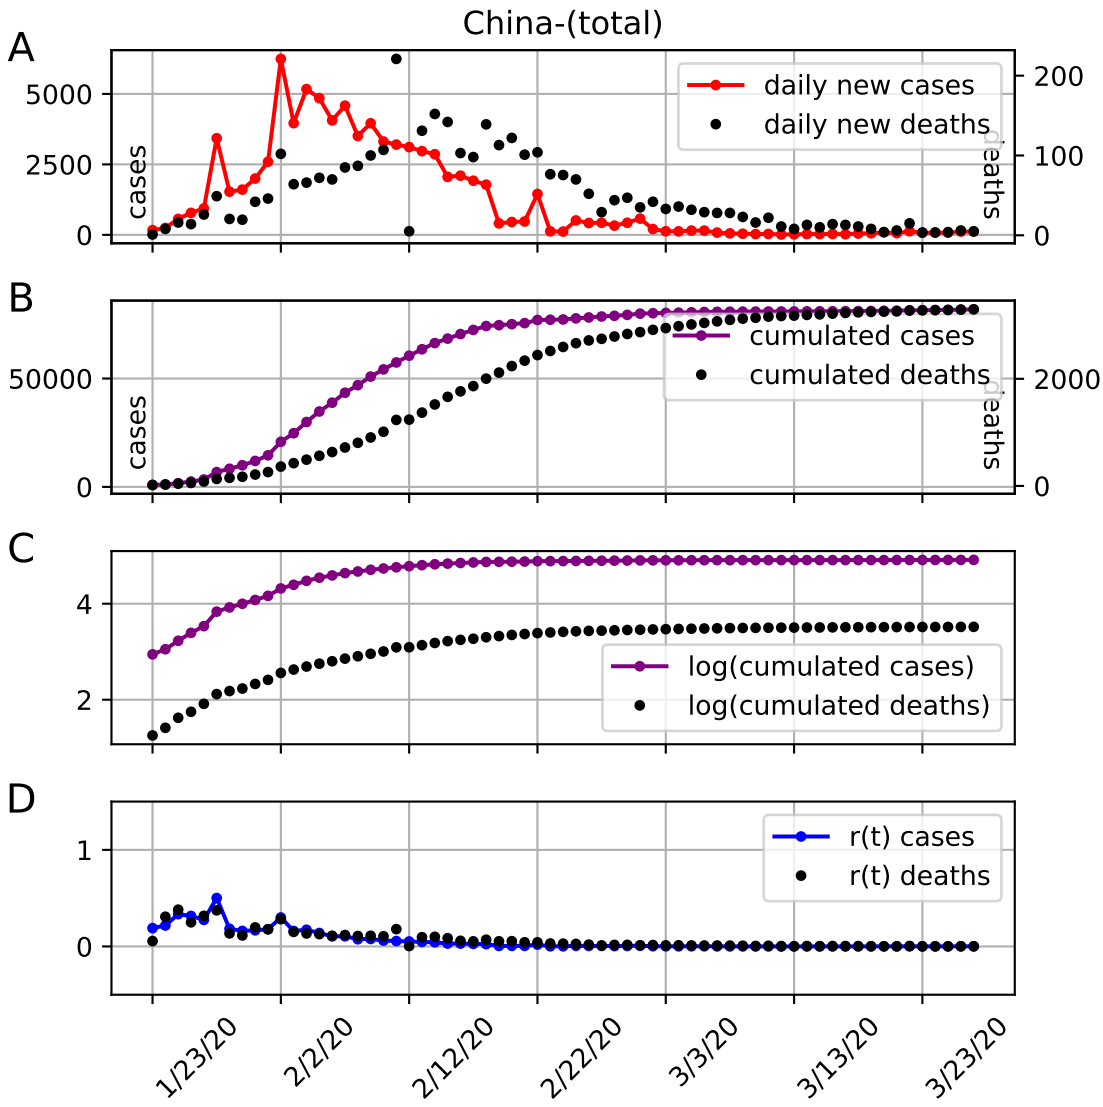 China-(total)
A
5000
2500
0
cases
200
100
0
deaths
daily new cases
daily new deaths
B
50000
0
cases
2000
0
deaths
cumulated cases
cumulated deaths
C
4
2
log(cumulated cases)
log(cumulated deaths)
D
1
0
r(t) cases
r(t) deaths
1/23/20
2/2/20
2/12/20
2/22/20
3/3/20
3/13/20
3/23/20